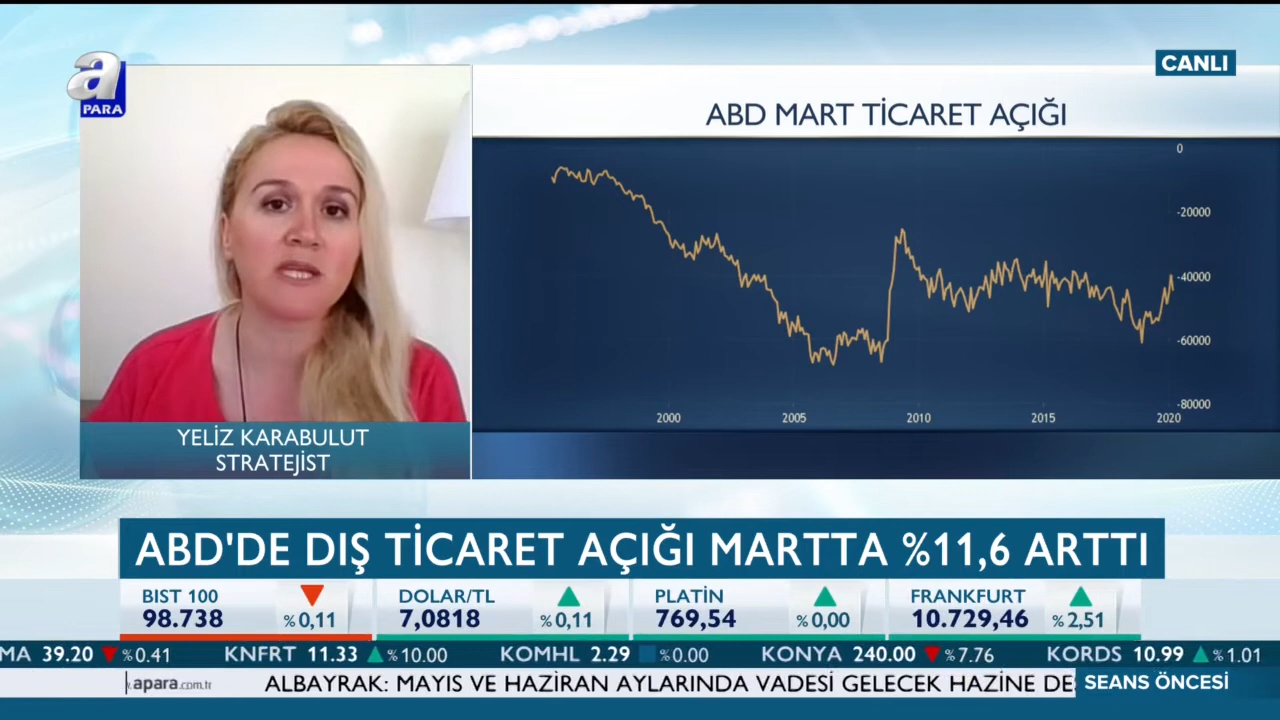 a
PARA
CANLI
ABD MART TİCARET AÇIĞI
0
-20000
-40000
-60000
-80000
2000 2005 2010 2015 2020
YELİZ KARABULUT
STRATEJİST
ABD'DE DIŞ TİCARET AÇIĞI MARTTA %11,6 ARTTI
BIST 100 98.738 %0,11
DOLAR/TL 7,0818 %0,11
PLATİN 769,54 %0,00
FRANKFURT 10.729,46 %2,51
MA 39.20 %0.41 KNFRT 11.33 %10.00 KOMHL 2.29 %0.00 KONYA 240.00 %7.76 KORDS 10.99 %1.01
apara.com.tr ALBAYRAK: MAYIS VE HAZİRAN AYLARINDA VADESİ GELECEK HAZİNE DE SEANS ÖNCESİ